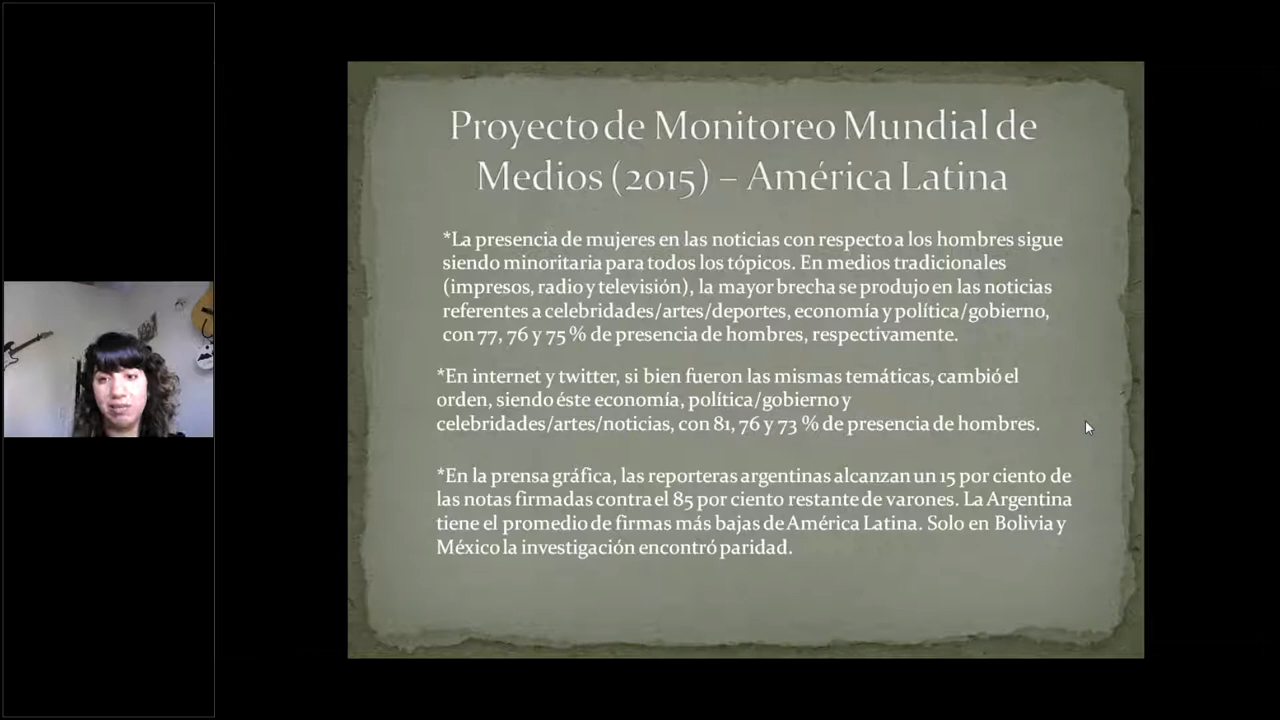 Proyecto de Monitoreo Mundial de
Medios (2015) – América Latina
*La presencia de mujeres en las noticias con respecto a los hombres sigue
siendo minoritaria para todos los tópicos. En medios tradicionales
(impresos, radio y televisión), la mayor brecha se produjo en las noticias
referentes a celebridades/artes/deportes, economía y política/gobierno,
con 77, 76 y 75 % de presencia de hombres, respectivamente.
*En internet y twitter, si bien fueron las mismas temáticas, cambió el
orden, siendo éste economía, política/gobierno y
celebridades/artes/noticias, con 81, 76 y 73 % de presencia de hombres.
*En la prensa gráfica, las reporteras argentinas alcanzan un 15 por ciento de
las notas firmadas contra el 85 por ciento restante de varones. La Argentina
tiene el promedio de firmas más bajas de América Latina. Solo en Bolivia y
México la investigación encontró paridad.